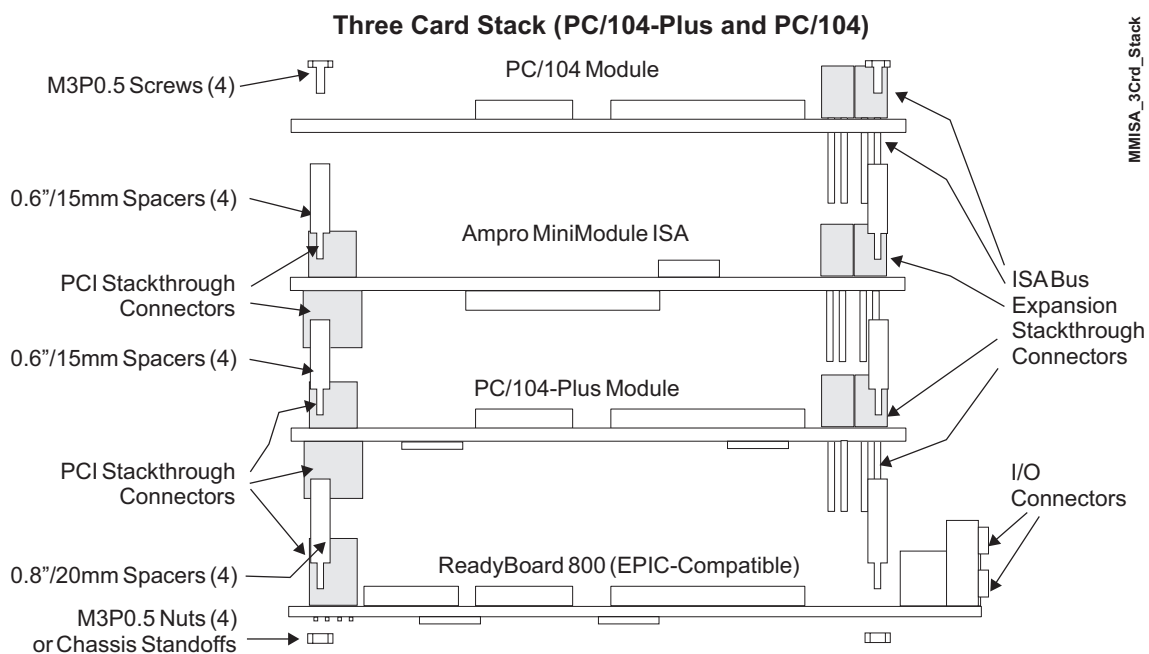 Three Card Stack (PC/104-Plus and PC/104)
MMISA_3Crd_Stack
M3P0.5 Screws (4)
PC/104 Module
0.6”/15mm Spacers (4)
Ampro MiniModule ISA
PCI Stackthrough
Connectors
ISA Bus
Expansion
Stackthrough
Connectors
0.6”/15mm Spacers (4)
PC/104-Plus Module
PCI Stackthrough
Connectors
I/O
Connectors
0.8”/20mm Spacers (4)
ReadyBoard 800 (EPIC-Compatible)
M3P0.5 Nuts (4)
or Chassis Standoffs